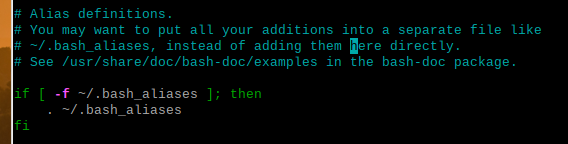 # Alias definitions.
# You may want to put all your additions into a separate file like
# ~/.bash_aliases, instead of adding them here directly.
# See /usr/share/doc/bash-doc/examples in the bash-doc package.
if [ -f ~/.bash_aliases ]; then
    . ~/.bash_aliases
fi